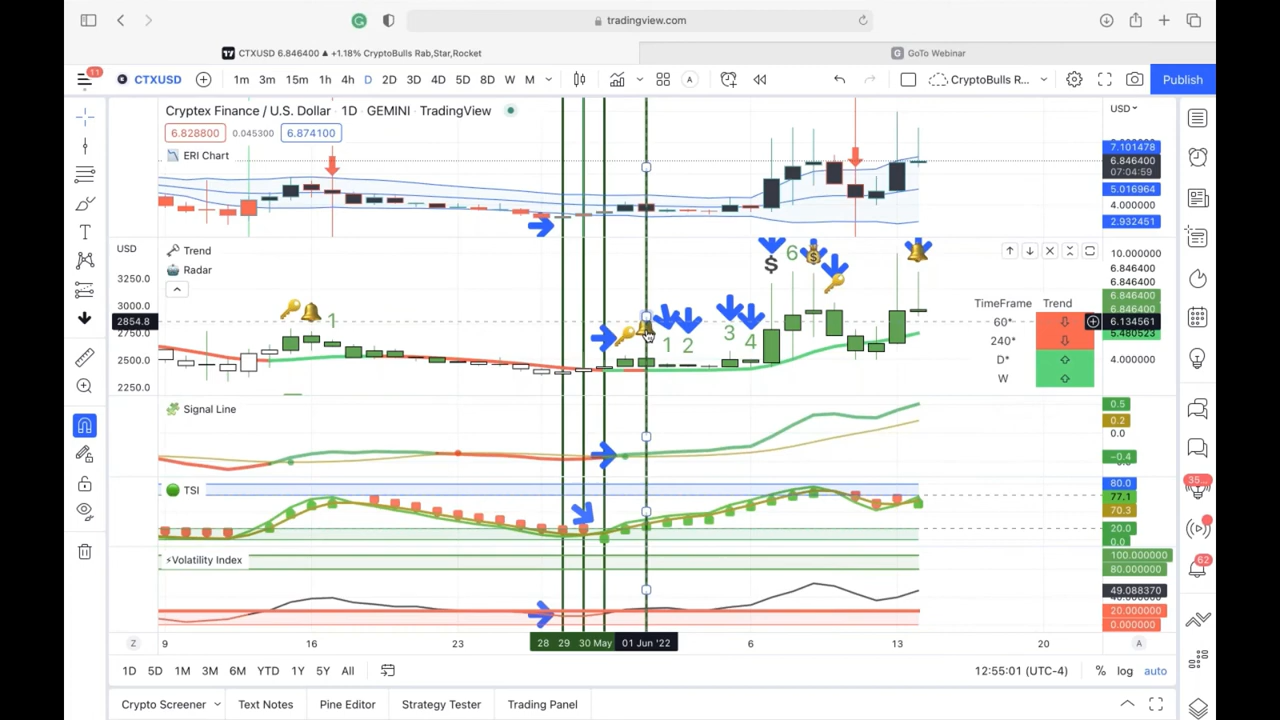 tradingview.com
CTXUSD 6.846400 ▲ +1.18% CryptoBulls Rab,Star,Rocket
GoTo Webinar
11
CTXUSD
1m 3m 15m 1h 4h D 2D 3D 4D 5D 8D W M
CryptoBulls R...
Publish
Cryptex Finance / U.S. Dollar · 1D · GEMINI · TradingView
USD
6.828800 0.045300 6.874100
ERI Chart
7.101478
6.846400
07:04:59
5.016964
4.000000
2.932451
USD
Trend
Radar
3250.0
3000.0
2854.8
2500.0
2250.0
1
1
2
3
4
$
6
$
TimeFrame Trend
60*
240*
D*
W
10.000000
6.846400
6.846400
6.846400
6.846400
6.134561
4.000000
Signal Line
0.5
0.2
0.0
−0.4
TSI
80.0
77.1
70.3
20.0
0.0
Volatility Index
100.000000
80.000000
49.088370
20.000000
0.000000
35...
62
Z
9 16 23 28 29 30 May 01 Jun '22 6 13 20
A
1D 5D 1M 3M 6M YTD 1Y 5Y All
12:55:01 (UTC-4)
% log auto
Crypto Screener Text Notes Pine Editor Strategy Tester Trading Panel